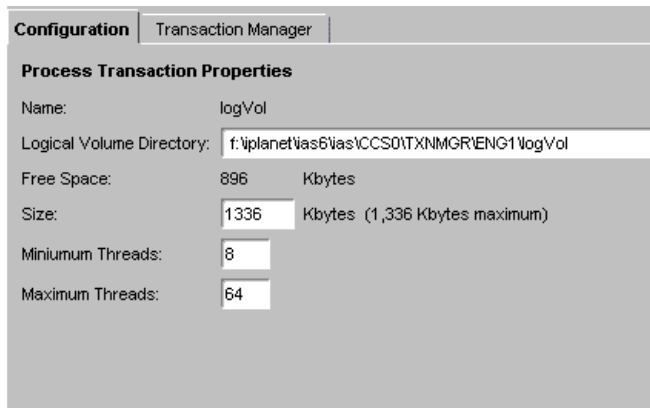 Configuration Transaction Manager
Process Transaction Properties
Name: logVol
Logical Volume Directory: f:\iplanet\ias6\ias\CCS0\TXNMGR\ENG1\logVol
Free Space: 896 Kbytes
Size: 1336 Kbytes (1,336 Kbytes maximum)
Miniumum Threads: 8
Maximum Threads: 64